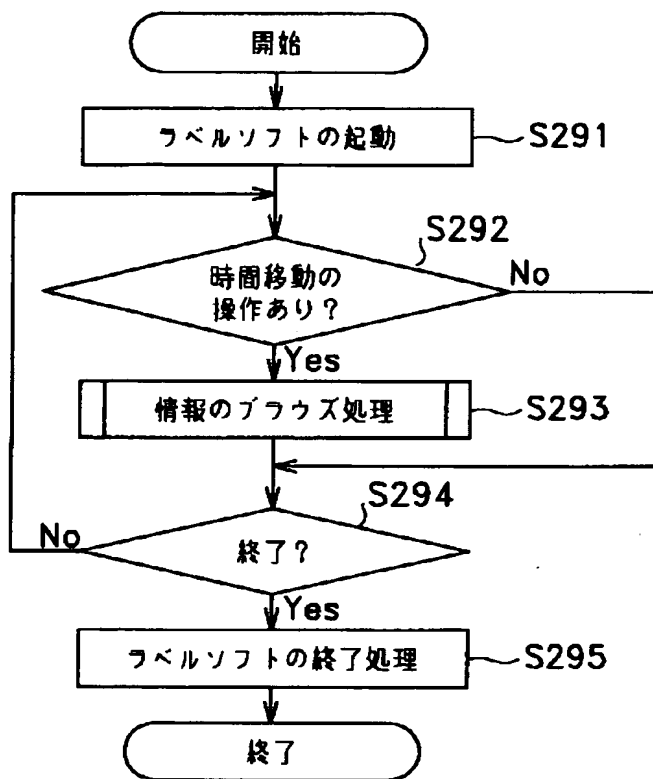 開始
ラベルソフトの起動
S291
S292
時間移動の
操作あり?
No
Yes
情報のブラウズ処理
S293
S294
No
終了?
Yes
ラベルソフトの終了処理
S295
終了